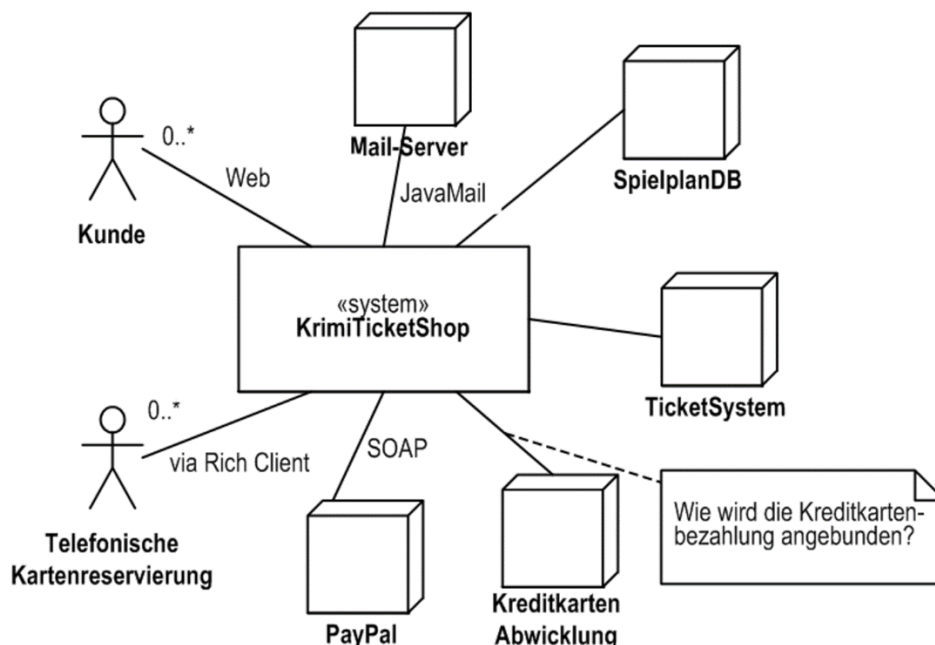 Mail-Server
SpielplanDB
0..*
Web
JavaMail
Kunde
«system»
KrimiTicketShop
TicketSystem
0..*
via Rich Client
SOAP
Telefonische
Kartenreservierung
PayPal
Kreditkarten
Abwicklung
Wie wird die Kreditkarten-
bezahlung angebunden?